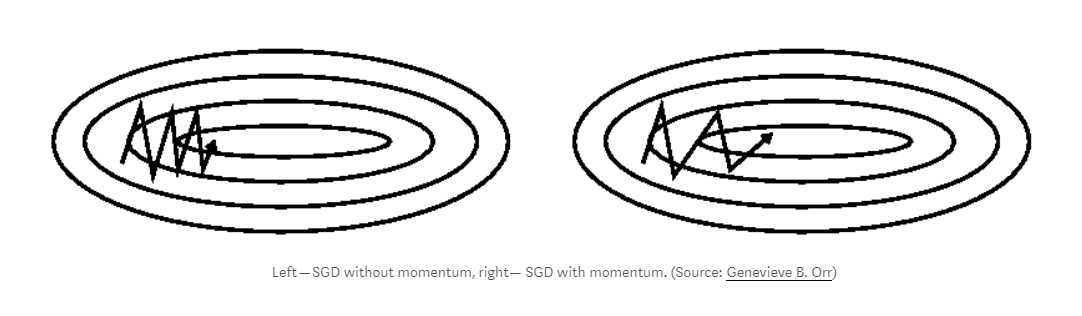 Left — SGD without momentum, right— SGD with momentum. (Source: Genevieve B. Orr)